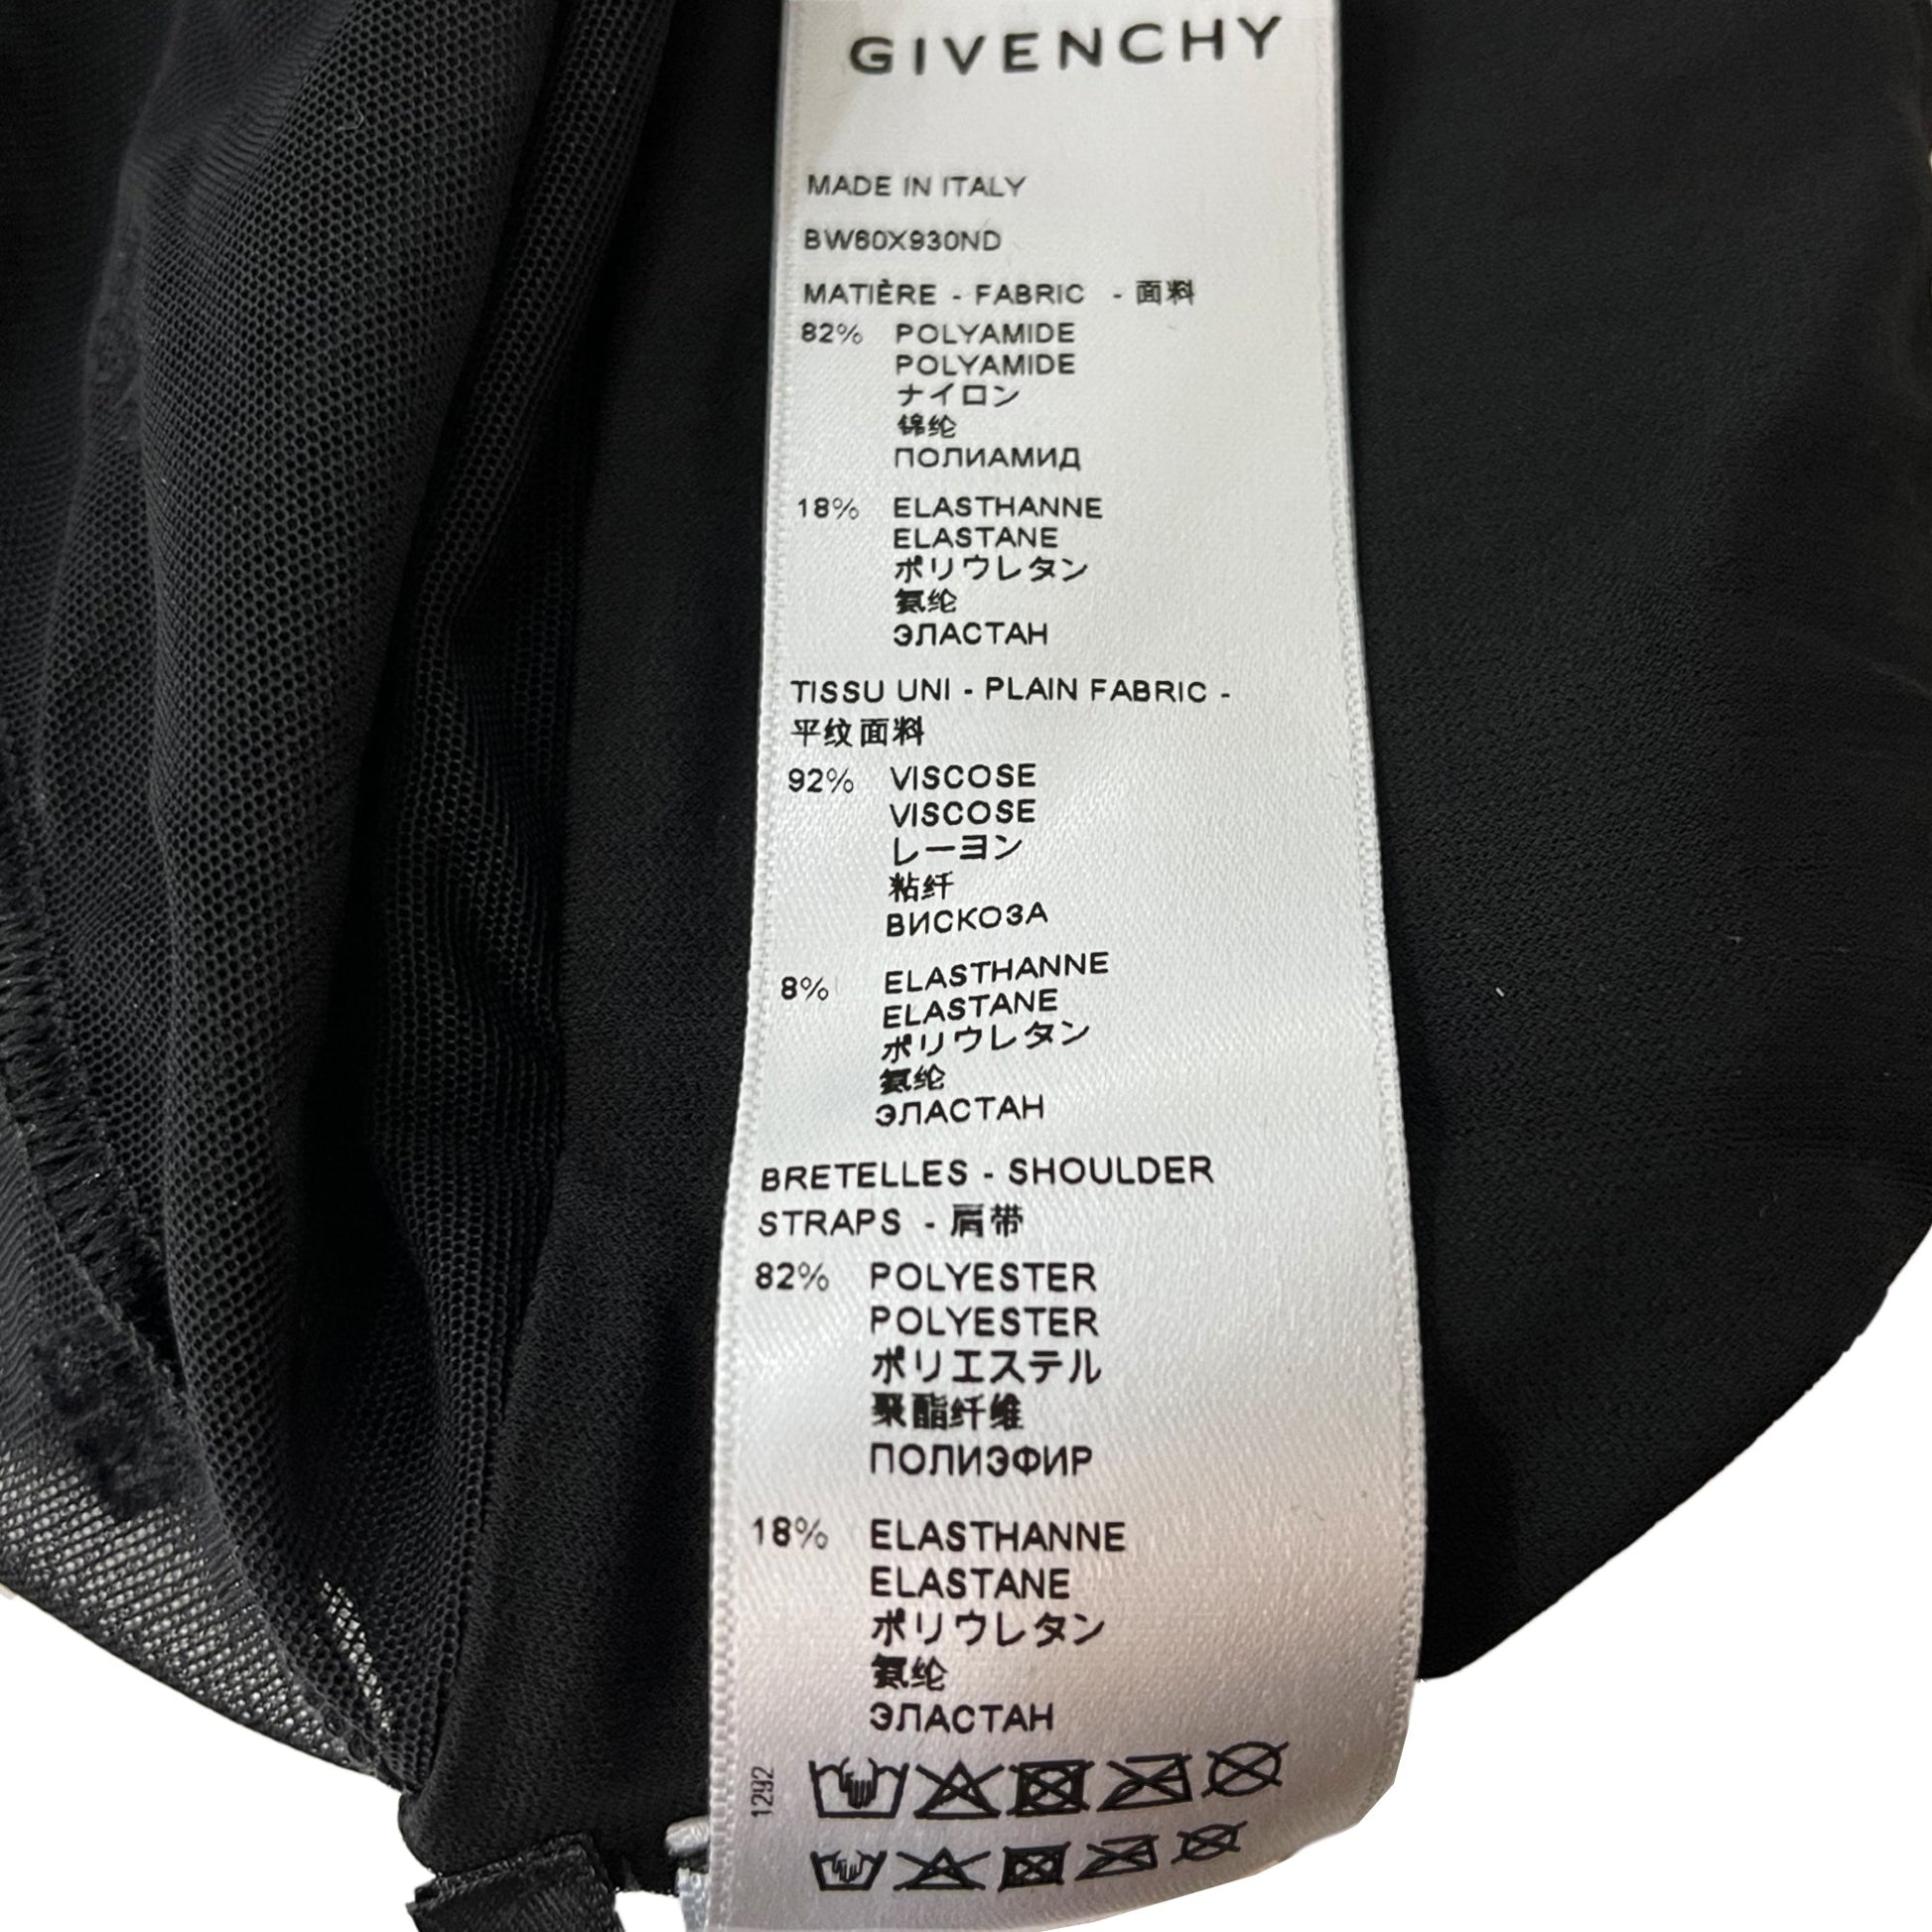 GIVENCHY
MADE IN ITALY
BW60X930ND
MATIÈRE - FABRIC - 面料
82% POLYAMIDE
POLYAMIDE
ナイロン
锦纶
ПОЛИАМИД
18% ELASTHANNE
ELASTANE
ポリウレタン
氨纶
ЭЛАСТАН
TISSU UNI - PLAIN FABRIC -
平纹面料
92% VISCOSE
VISCOSE
レーヨン
粘纤
ВИСКОЗА
8% ELASTHANNE
ELASTANE
ポリウレタン
氨纶
ЭЛАСТАН
BRETELLES - SHOULDER
STRAPS - 肩带
82% POLYESTER
POLYESTER
ポリエステル
聚酯纤维
ПОЛИЭФИР
18% ELASTHANNE
ELASTANE
ポリウレタン
氨纶
ЭЛАСТАН
1292